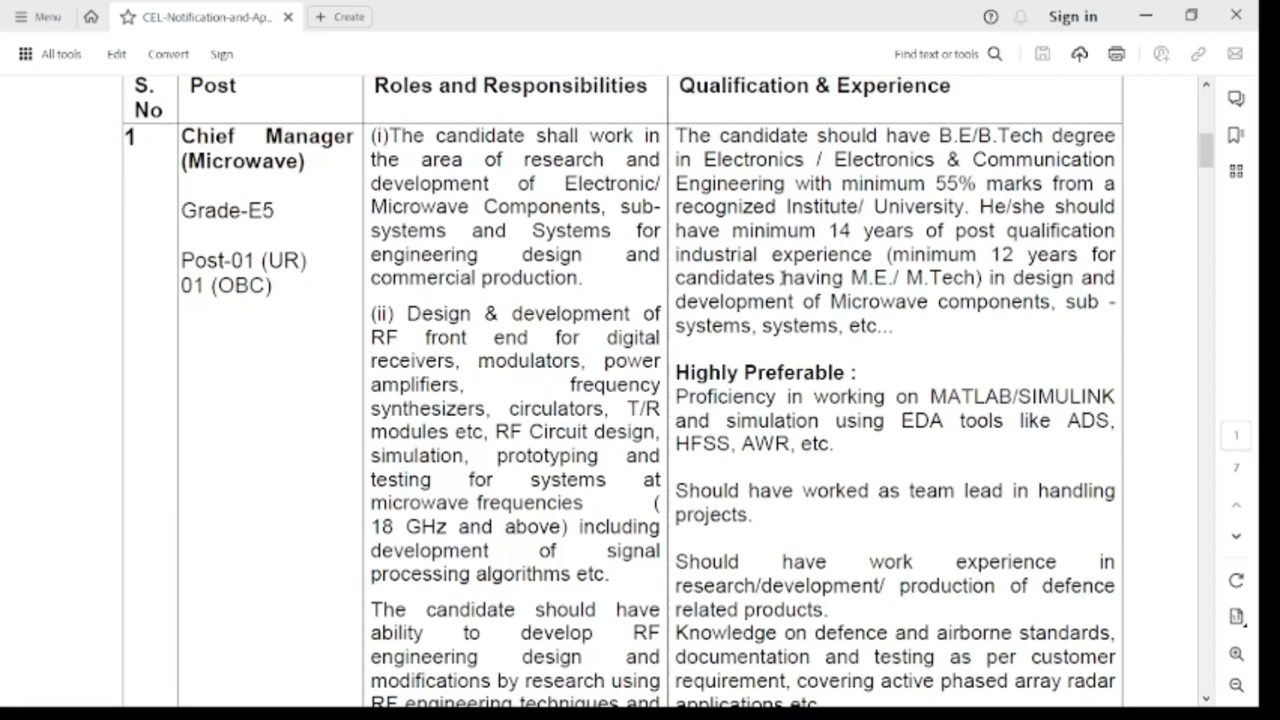 Menu
CEL-Notification-and-Ap...
+ Create
Sign in
All tools
Edit
Convert
Sign
Find text or tools
S. No
Post
Roles and Responsibilities
Qualification & Experience
1
Chief Manager
(Microwave)
Grade-E5
Post-01 (UR)
01 (OBC)
(i)The candidate shall work in
the area of research and
development of Electronic/
Microwave Components, sub-
systems and Systems for
engineering design and
commercial production.
(ii) Design & development of
RF front end for digital
receivers, modulators, power
amplifiers, frequency
synthesizers, circulators, T/R
modules etc, RF Circuit design,
simulation, prototyping and
testing for systems at
microwave frequencies (
18 GHz and above) including
development of signal
processing algorithms etc.
The candidate should have
ability to develop RF
engineering design and
modifications by research using
RF engineering techniques and
The candidate should have B.E/B.Tech degree
in Electronics / Electronics & Communication
Engineering with minimum 55% marks from a
recognized Institute/ University. He/she should
have minimum 14 years of post qualification
industrial experience (minimum 12 years for
candidates having M.E./ M.Tech) in design and
development of Microwave components, sub -
systems, systems, etc...
Highly Preferable :
Proficiency in working on MATLAB/SIMULINK
and simulation using EDA tools like ADS,
HFSS, AWR, etc.
Should have worked as team lead in handling
projects.
Should have work experience in
research/development/ production of defence
related products.
Knowledge on defence and airborne standards,
documentation and testing as per customer
requirement, covering active phased array radar
applications etc
1
7